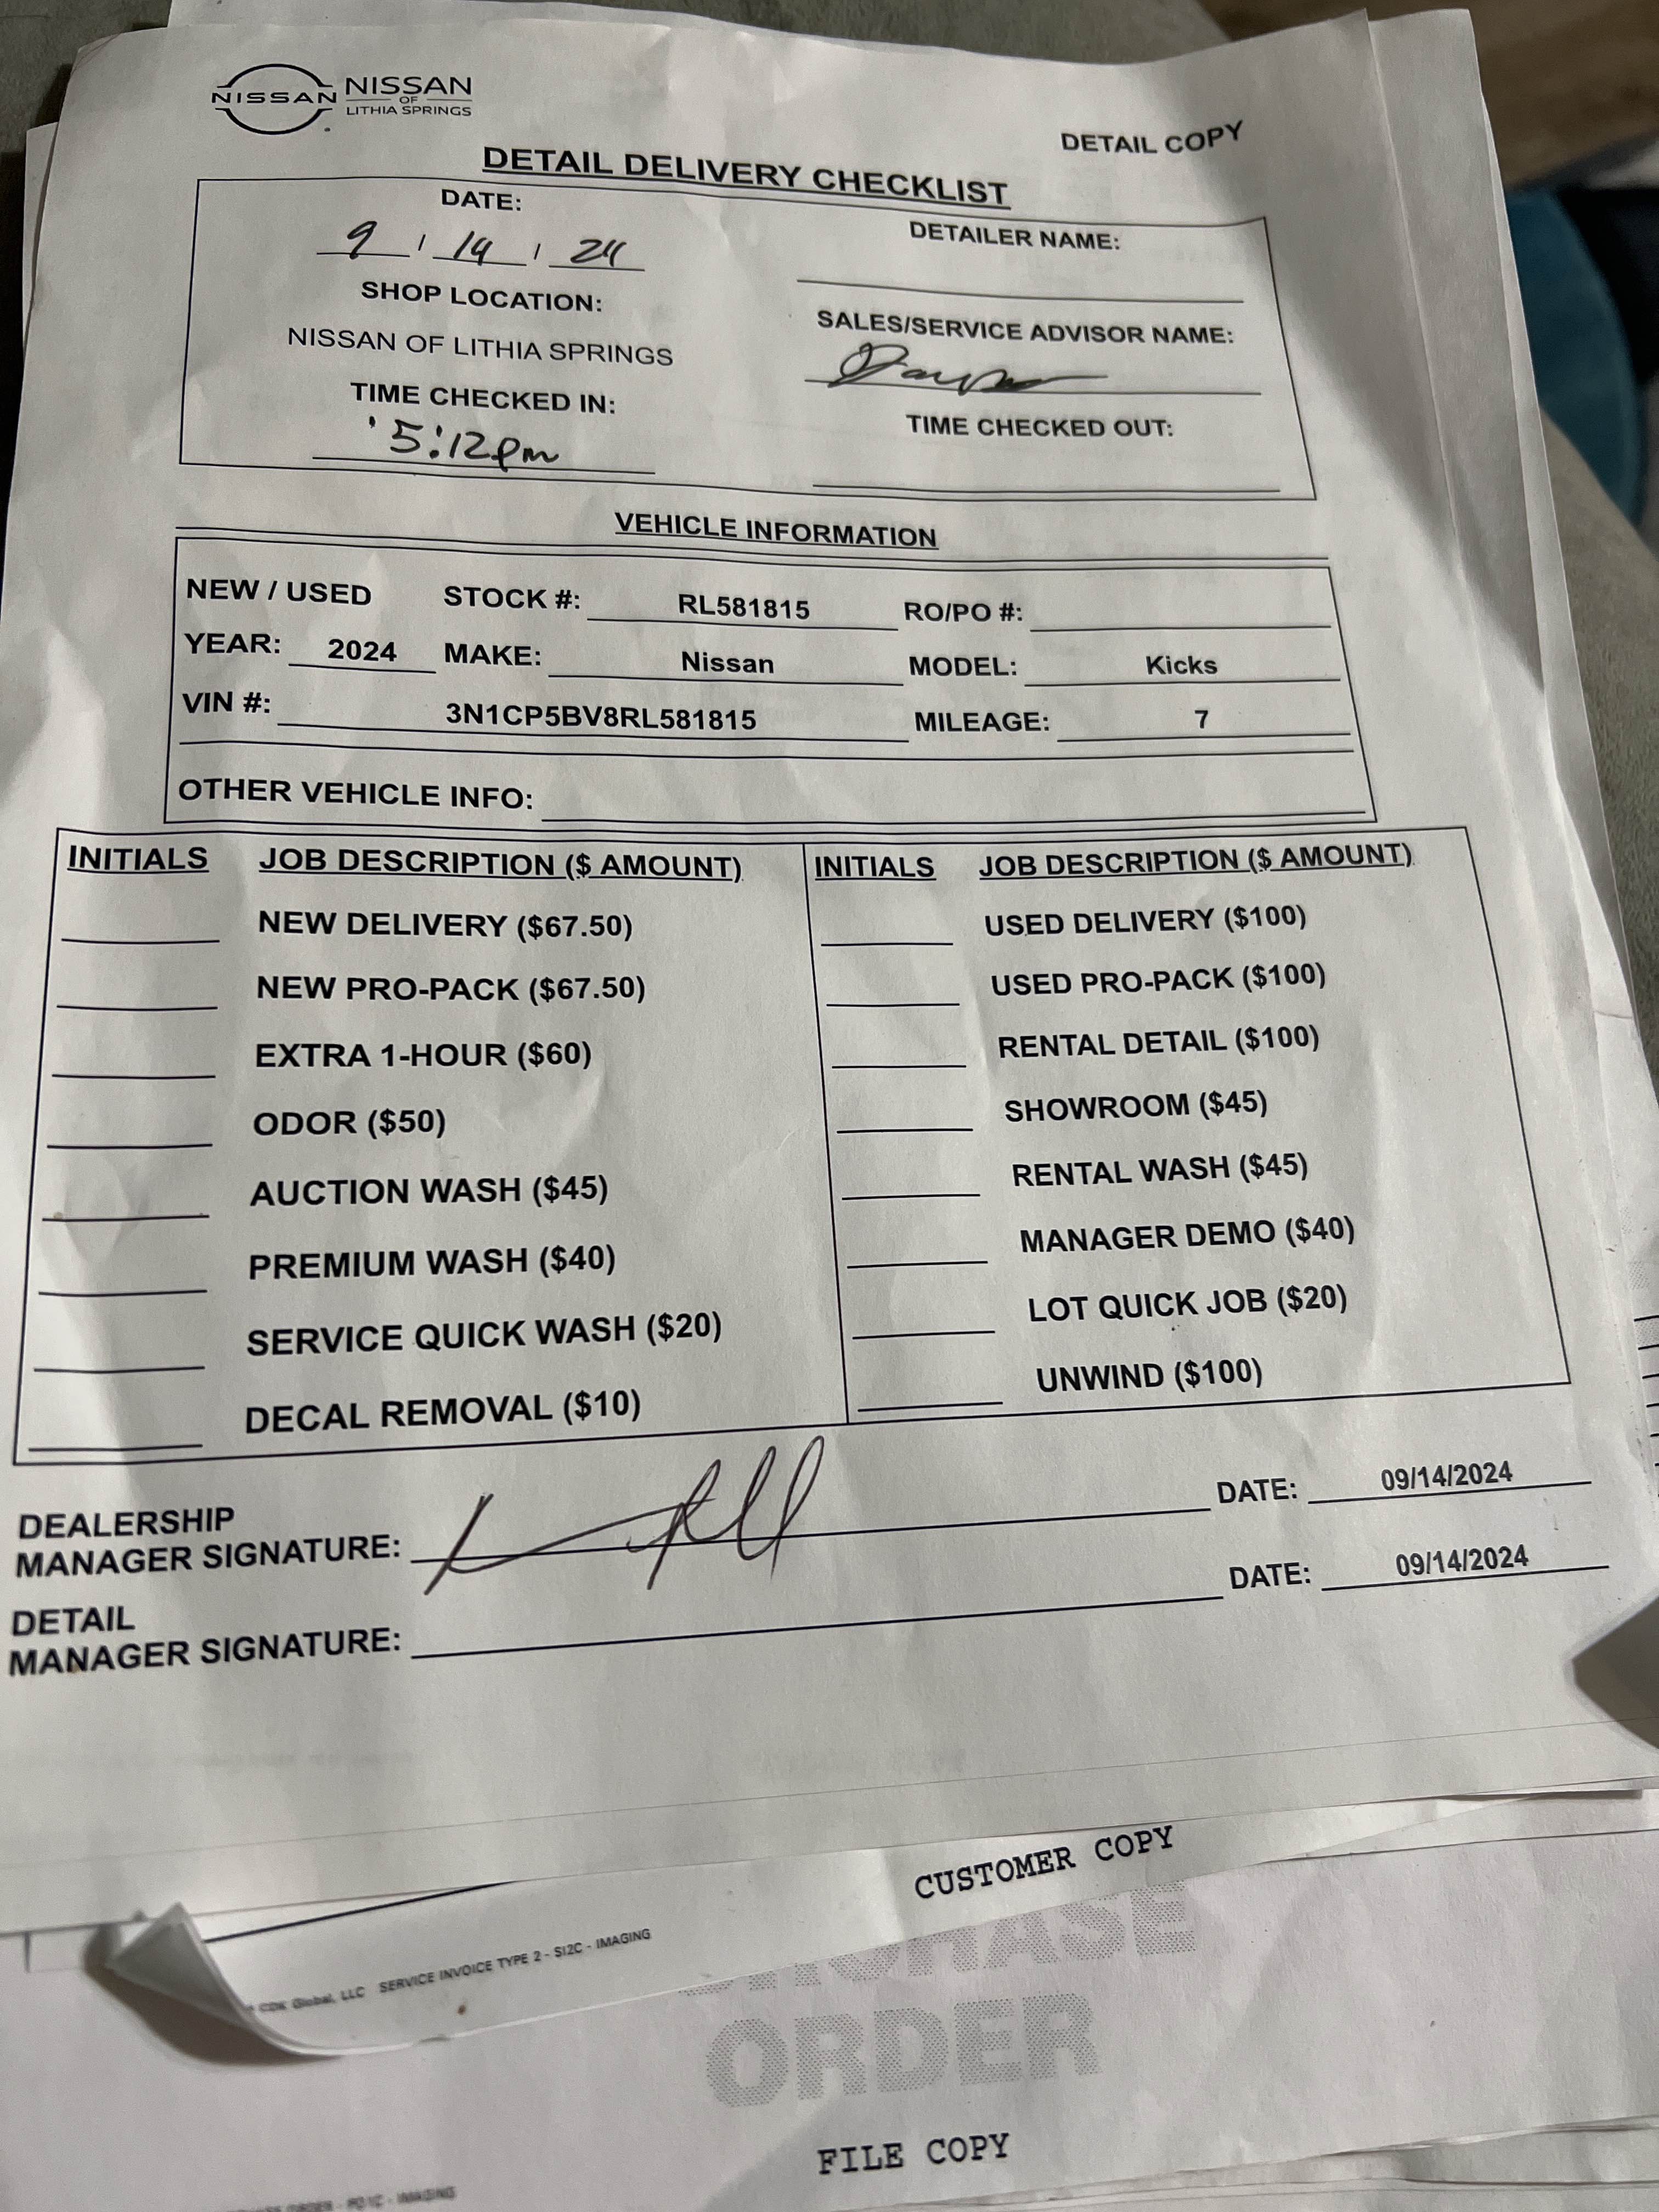 NISSAN NISSAN
OF
LITHIA SPRINGS
DETAIL COPY
DETAIL DELIVERY CHECKLIST
DATE:
9 / 14 / 24
DETAILER NAME:
SHOP LOCATION:
NISSAN OF LITHIA SPRINGS
SALES/SERVICE ADVISOR NAME:
TIME CHECKED IN:
5:12pm
TIME CHECKED OUT:
VEHICLE INFORMATION
NEW / USED STOCK #: RL581815 RO/PO #:
YEAR: 2024 MAKE: Nissan MODEL: Kicks
VIN #: 3N1CP5BV8RL581815 MILEAGE: 7
OTHER VEHICLE INFO:
INITIALS JOB DESCRIPTION ($ AMOUNT) INITIALS JOB DESCRIPTION ($ AMOUNT)
NEW DELIVERY ($67.50) USED DELIVERY ($100)
NEW PRO-PACK ($67.50) USED PRO-PACK ($100)
EXTRA 1-HOUR ($60) RENTAL DETAIL ($100)
ODOR ($50) SHOWROOM ($45)
AUCTION WASH ($45) RENTAL WASH ($45)
PREMIUM WASH ($40) MANAGER DEMO ($40)
SERVICE QUICK WASH ($20) LOT QUICK JOB ($20)
DECAL REMOVAL ($10) UNWIND ($100)
DEALERSHIP
MANAGER SIGNATURE: DATE: 09/14/2024
DETAIL
MANAGER SIGNATURE: DATE: 09/14/2024
CUSTOMER COPY
CDK Global, LLC SERVICE INVOICE TYPE 2 - SI2C - IMAGING
ORDER
FILE COPY
ORDER - PO1C - IMAGING